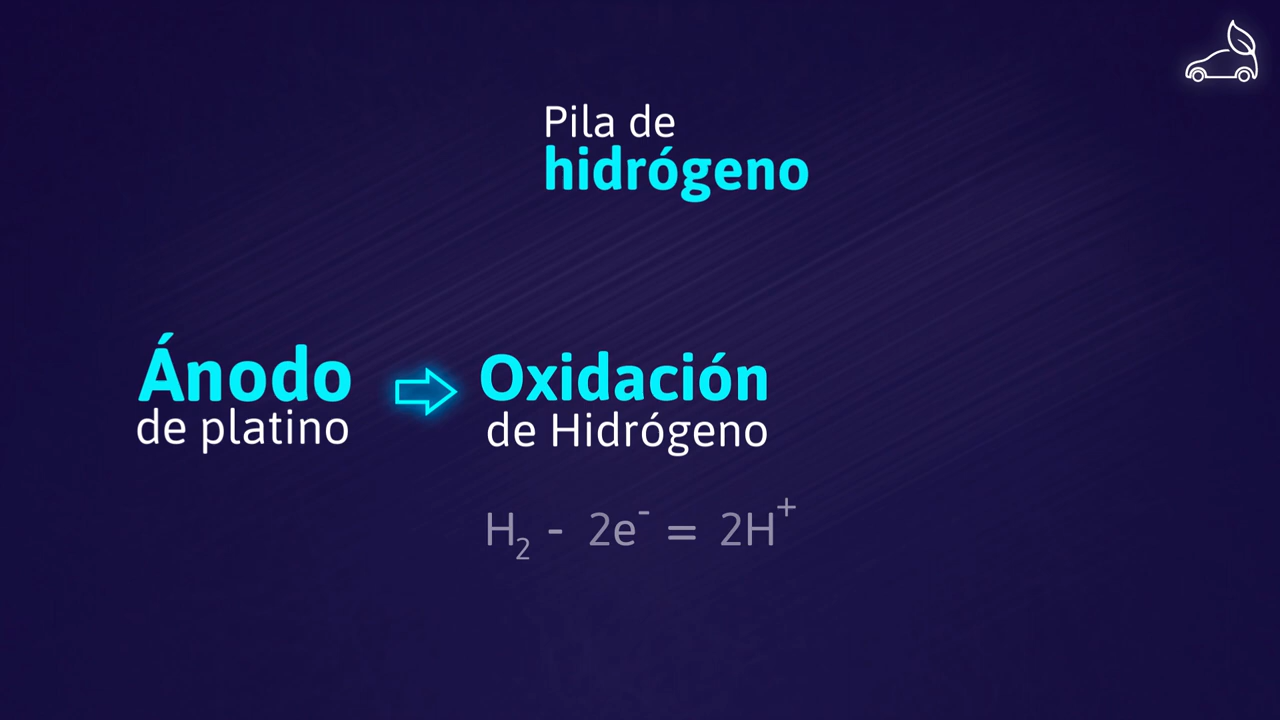 Pila de
hidrógeno
Ánodo
de platino
Oxidación
de Hidrógeno
H₂ - 2e⁻ = 2H⁺